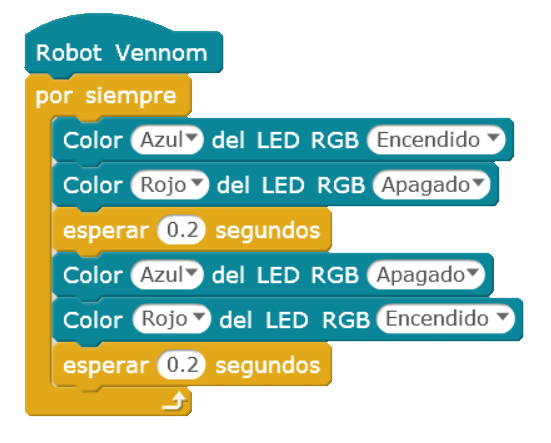 Robot Vennom
por siempre
Color Azul del LED RGB Encendido
Color Rojo del LED RGB Apagado
esperar 0.2 segundos
Color Azul del LED RGB Apagado
Color Rojo del LED RGB Encendido
esperar 0.2 segundos